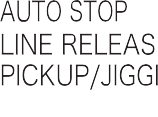 AUTO STOP
LINE RELEAS
PICKUP/JIGGI